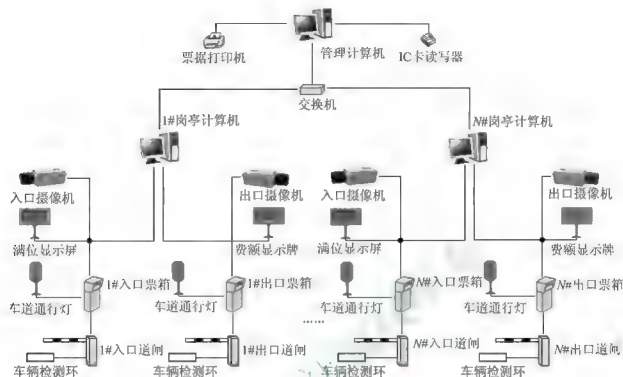 票据打印机 管理计算机 IC卡读写器
交换机
1#岗亭计算机 N#岗亭计算机
入口摄像机 出口摄像机 入口摄像机 出口摄像机
满位显示屏 费额显示牌 满位显示屏 费额显示牌
1#入口票箱 1#出口票箱 N#入口票箱 N#出口票箱
车道通行灯 车道通行灯 车道通行灯 车道通行灯
……
1#入口道闸 1#出口道闸 N#入口道闸 N#出口道闸
车辆检测环 车辆检测环 车辆检测环 车辆检测环